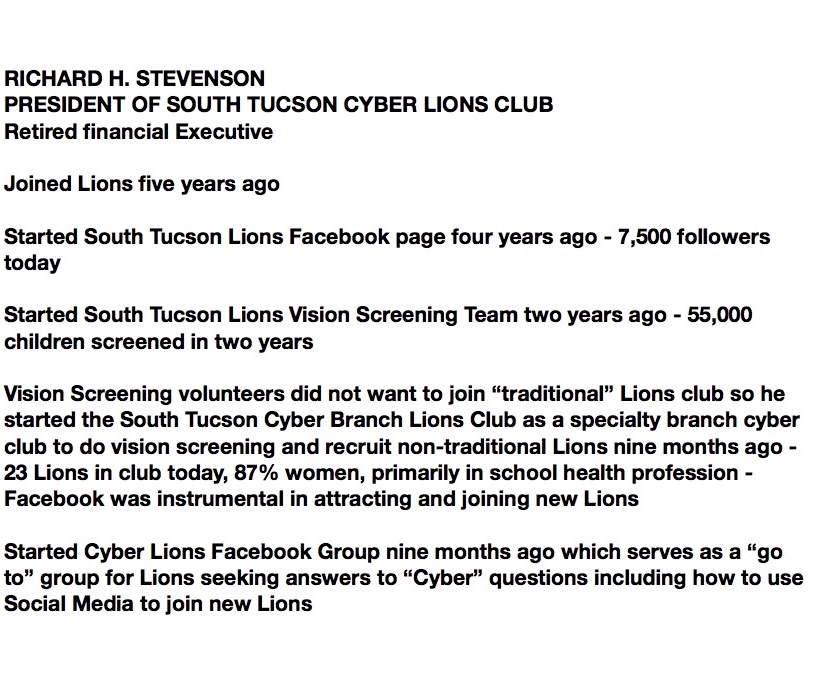 RICHARD H. STEVENSON
PRESIDENT OF SOUTH TUCSON CYBER LIONS CLUB
Retired financial Executive
Joined Lions five years ago
Started South Tucson Lions Facebook page four years ago - 7,500 followers
today
Started South Tucson Lions Vision Screening Team two years ago - 55,000
children screened in two years
Vision Screening volunteers did not want to join “traditional” Lions club so he
started the South Tucson Cyber Branch Lions Club as a specialty branch cyber
club to do vision screening and recruit non-traditional Lions nine months ago -
23 Lions in club today, 87% women, primarily in school health profession -
Facebook was instrumental in attracting and joining new Lions
Started Cyber Lions Facebook Group nine months ago which serves as a “go
to” group for Lions seeking answers to “Cyber” questions including how to use
Social Media to join new Lions